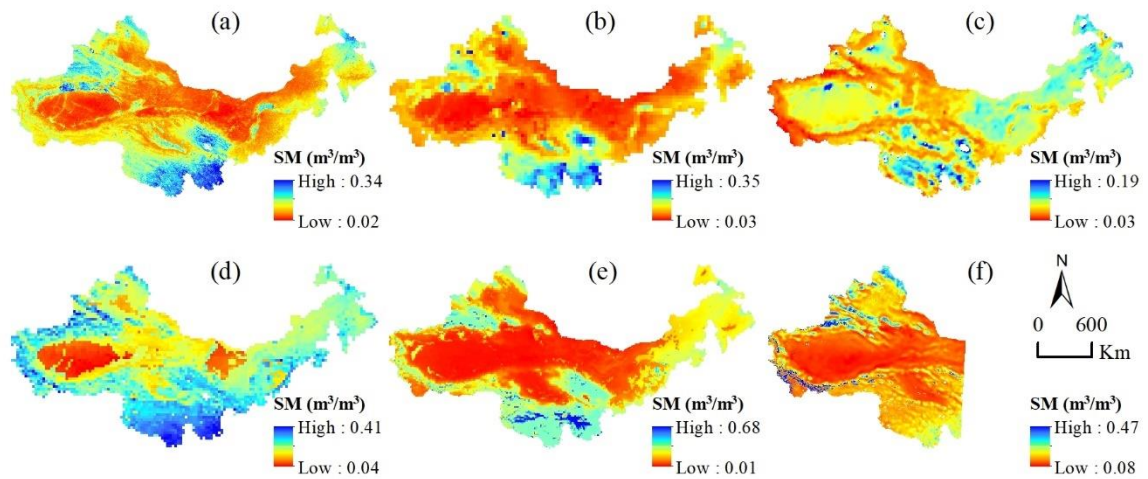 (a)
(b)
(c)
SM (m³/m³)
High : 0.34
Low : 0.02
SM (m³/m³)
High : 0.35
Low : 0.03
SM (m³/m³)
High : 0.19
Low : 0.03
(d)
(e)
(f)
N
0 600
Km
SM (m³/m³)
High : 0.41
Low : 0.04
SM (m³/m³)
High : 0.68
Low : 0.01
SM (m³/m³)
High : 0.47
Low : 0.08